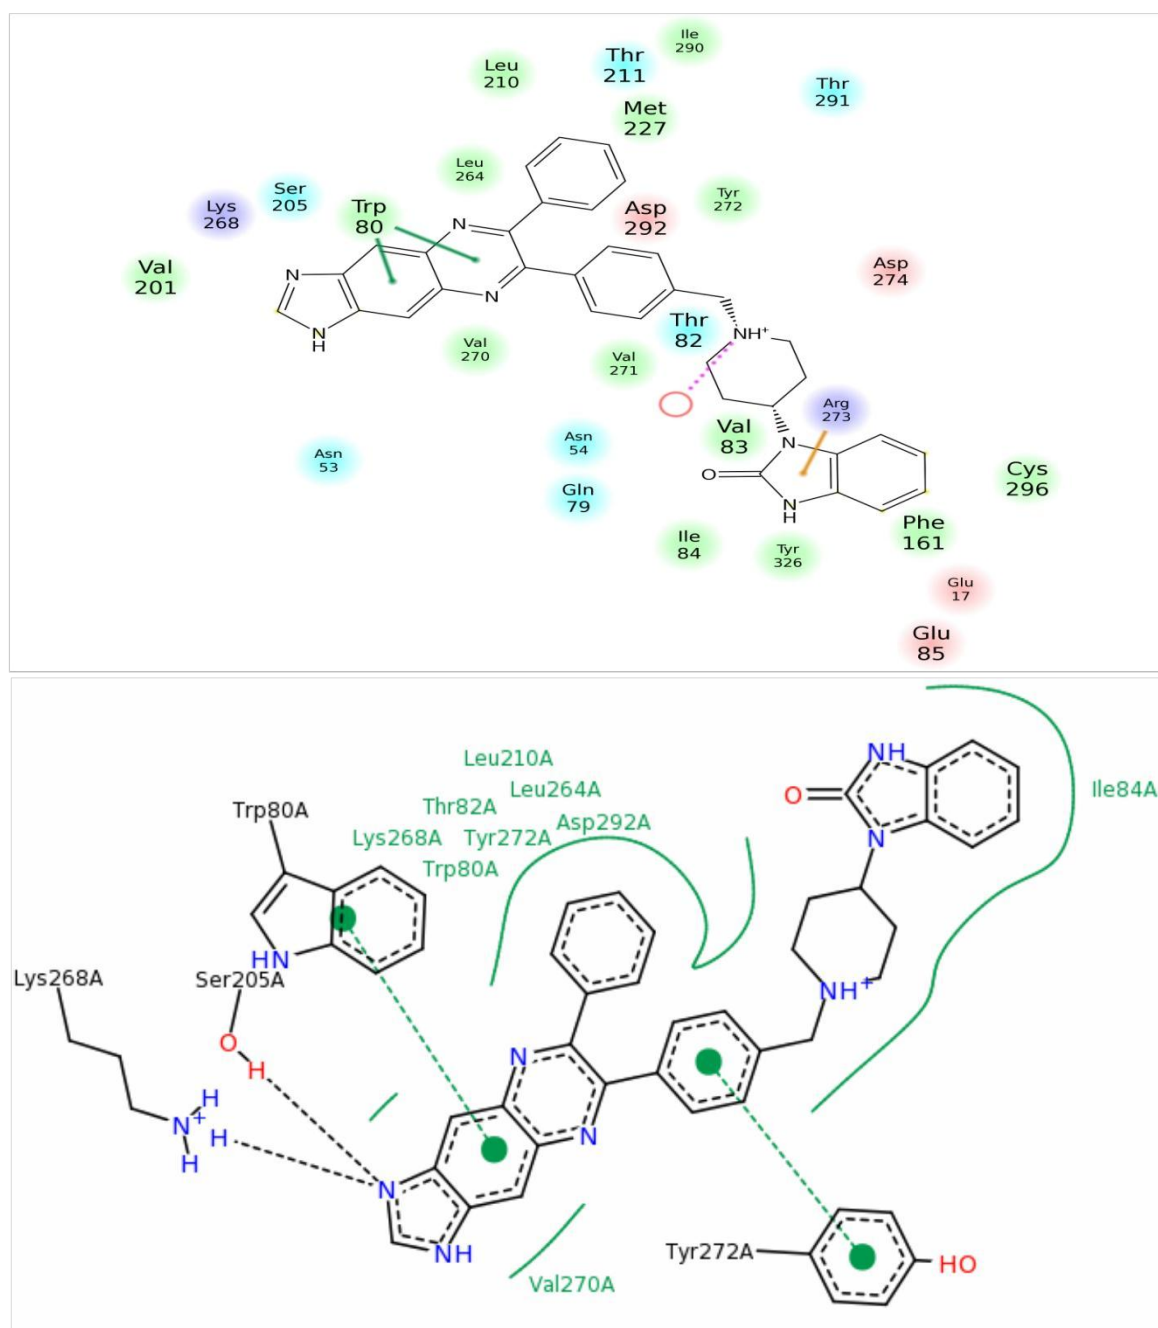 Ile
290
Thr
211
Leu
210
Thr
291
Met
227
Leu
264
Tyr
272
Ser
205
Lys
268
Trp
80
Asp
292
N
Asp
274
Val
201
N
N
Thr
82
NH+
N
H
Val
270
Val
271
Arg
273
Val
83
N
Asn
54
Asn
53
O
Cys
296
Gln
79
N
H
Phe
161
Ile
84
Tyr
326
Glu
17
Glu
85
NH
Leu210A
Ile84A
Leu264A
O
Trp80A
Thr82A
Asp292A
Lys268A Tyr272A
N
Trp80A
HN
Lys268A
Ser205A
NH+
O
N
H
H
N+
H
N
H
N
NH
Tyr272A
HO
Val270A